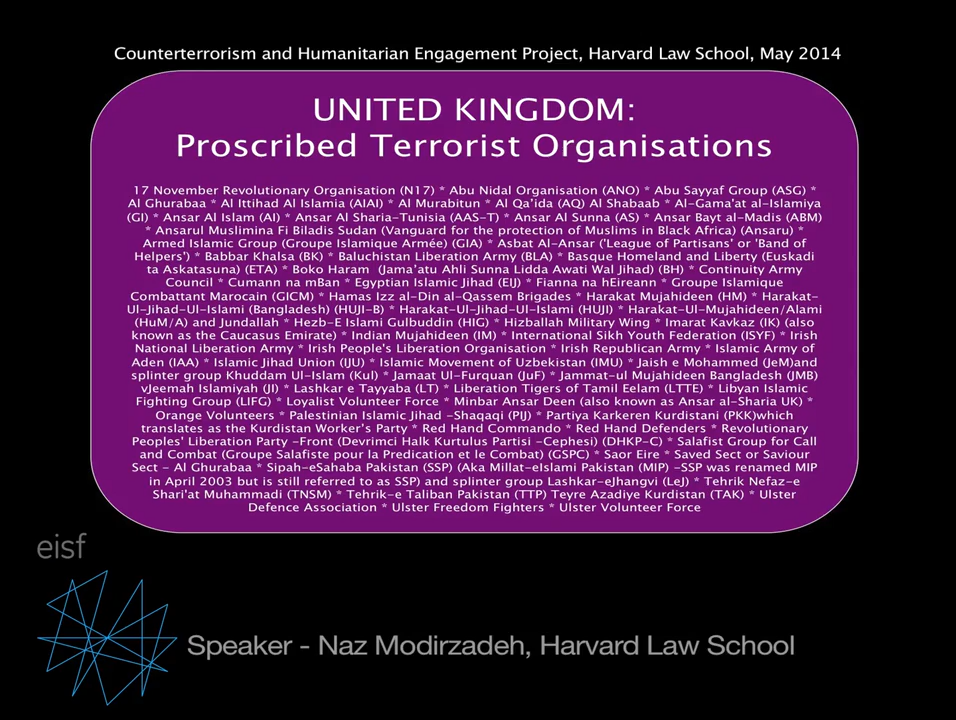 Counterterrorism and Humanitarian Engagement Project, Harvard Law School, May 2014
UNITED KINGDOM:
Proscribed Terrorist Organisations
17 November Revolutionary Organisation (N17) * Abu Nidal Organisation (ANO) * Abu Sayyaf Group (ASG) *
Al Ghurabaa * Al Ittihad Al Islamia (AIAI) * Al Murabitun * Al Qa'ida (AQ) Al Shabaab * Al-Gama'at al-Islamiya
(GI) * Ansar Al Islam (AI) * Ansar Al Sharia-Tunisia (AAS-T) * Ansar Al Sunna (AS) * Ansar Bayt al-Madis (ABM)
* Ansarul Muslimina Fi Biladis Sudan (Vanguard for the protection of Muslims in Black Africa) (Ansaru) *
Armed Islamic Group (Groupe Islamique Armée) (GIA) * Asbat Al-Ansar ('League of Partisans' or 'Band of
Helpers') * Babbar Khalsa (BK) * Baluchistan Liberation Army (BLA) * Basque Homeland and Liberty (Euskadi
ta Askatasuna) (ETA) * Boko Haram (Jama'atu Ahli Sunna Lidda Awati Wal Jihad) (BH) * Continuity Army
Council * Cumann na mBan * Egyptian Islamic Jihad (EIJ) * Fianna na hEireann * Groupe Islamique
Combattant Marocain (GICM) * Hamas Izz al-Din al-Qassem Brigades * Harakat Mujahideen (HM) * Harakat-
Ul-Jihad-Ul-Islami (Bangladesh) (HUJI-B) * Harakat-Ul-Jihad-Ul-Islami (HUJI) * Harakat-Ul-Mujahideen/Alami
(HuM/A) and Jundallah * Hezb-E Islami Gulbuddin (HIG) * Hizballah Military Wing * Imarat Kavkaz (IK) (also
known as the Caucasus Emirate) * Indian Mujahideen (IM) * International Sikh Youth Federation (ISYF) * Irish
National Liberation Army * Irish People's Liberation Organisation * Irish Republican Army * Islamic Army of
Aden (IAA) * Islamic Jihad Union (IJU) * Islamic Movement of Uzbekistan (IMU) * Jaish e Mohammed (JeM)and
splinter group Khuddam Ul-Islam (Kul) * Jamaat Ul-Furquan (JuF) * Jammat-ul Mujahideen Bangladesh (JMB)
vJeemah Islamiyah (JI) * Lashkar e Tayyaba (LT) * Liberation Tigers of Tamil Eelam (LTTE) * Libyan Islamic
Fighting Group (LIFG) * Loyalist Volunteer Force * Minbar Ansar Deen (also known as Ansar al-Sharia UK) *
Orange Volunteers * Palestinian Islamic Jihad -Shaqaqi (PIJ) * Partiya Karkeren Kurdistani (PKK)which
translates as the Kurdistan Worker's Party * Red Hand Commando * Red Hand Defenders * Revolutionary
Peoples' Liberation Party -Front (Devrimci Halk Kurtulus Partisi -Cephesi) (DHKP-C) * Salafist Group for Call
and Combat (Groupe Salafiste pour la Predication et le Combat) (GSPC) * Saor Eire * Saved Sect or Saviour
Sect - Al Ghurabaa * Sipah-eSahaba Pakistan (SSP) (Aka Millat-eIslami Pakistan (MIP) -SSP was renamed MIP
in April 2003 but is still referred to as SSP) and splinter group Lashkar-eJhangvi (LeJ) * Tehrik Nefaz-e
Shari'at Muhammadi (TNSM) * Tehrik-e Taliban Pakistan (TTP) Teyre Azadiye Kurdistan (TAK) * Ulster
Defence Association * Ulster Freedom Fighters * Ulster Volunteer Force
eisf
Speaker - Naz Modirzadeh, Harvard Law School